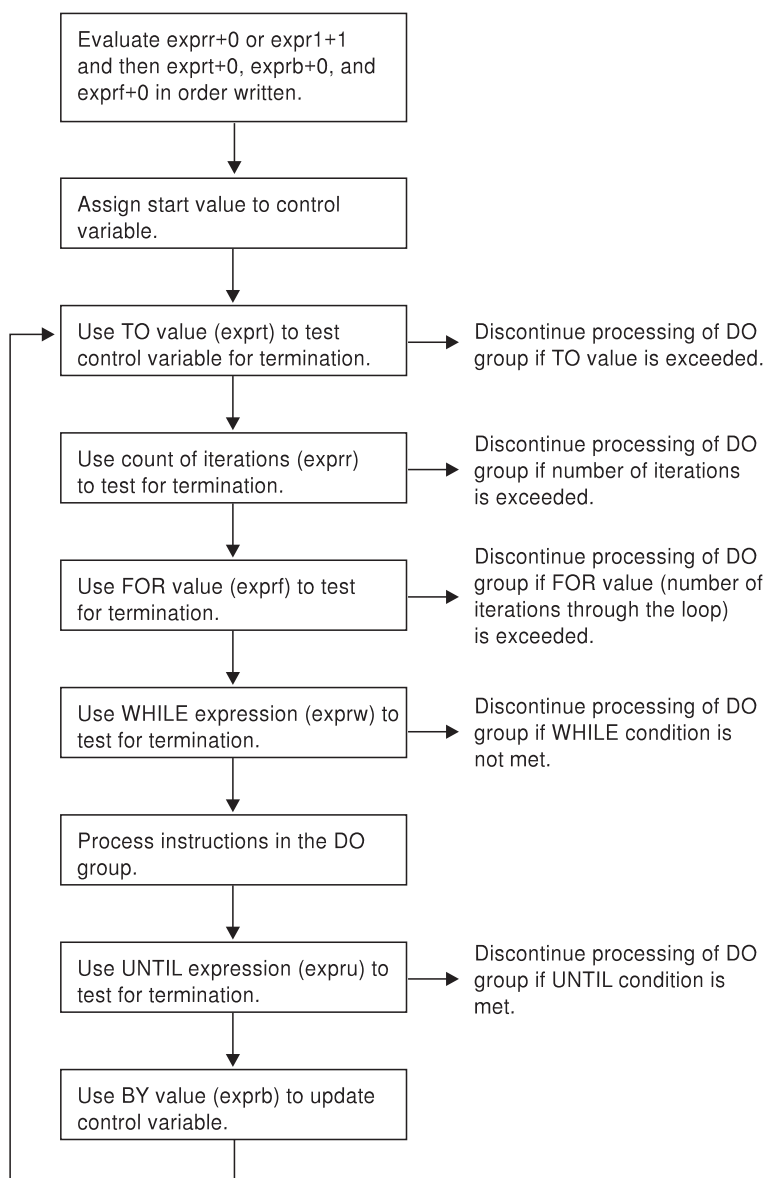 Evaluate exprr+0 or expr1+1
and then exprt+0, exprb+0, and
exprf+0 in order written.
Assign start value to control
variable.
Use TO value (exprt) to test
control variable for termination.
Discontinue processing of DO
group if TO value is exceeded.
Use count of iterations (exprr)
to test for termination.
Discontinue processing of DO
group if number of iterations
is exceeded.
Use FOR value (exprf) to test
for termination.
Discontinue processing of DO
group if FOR value (number of
iterations through the loop)
is exceeded.
Use WHILE expression (exprw) to
test for termination.
Discontinue processing of DO
group if WHILE condition is
not met.
Process instructions in the DO
group.
Use UNTIL expression (expru) to
test for termination.
Discontinue processing of DO
group if UNTIL condition is
met.
Use BY value (exprb) to update
control variable.